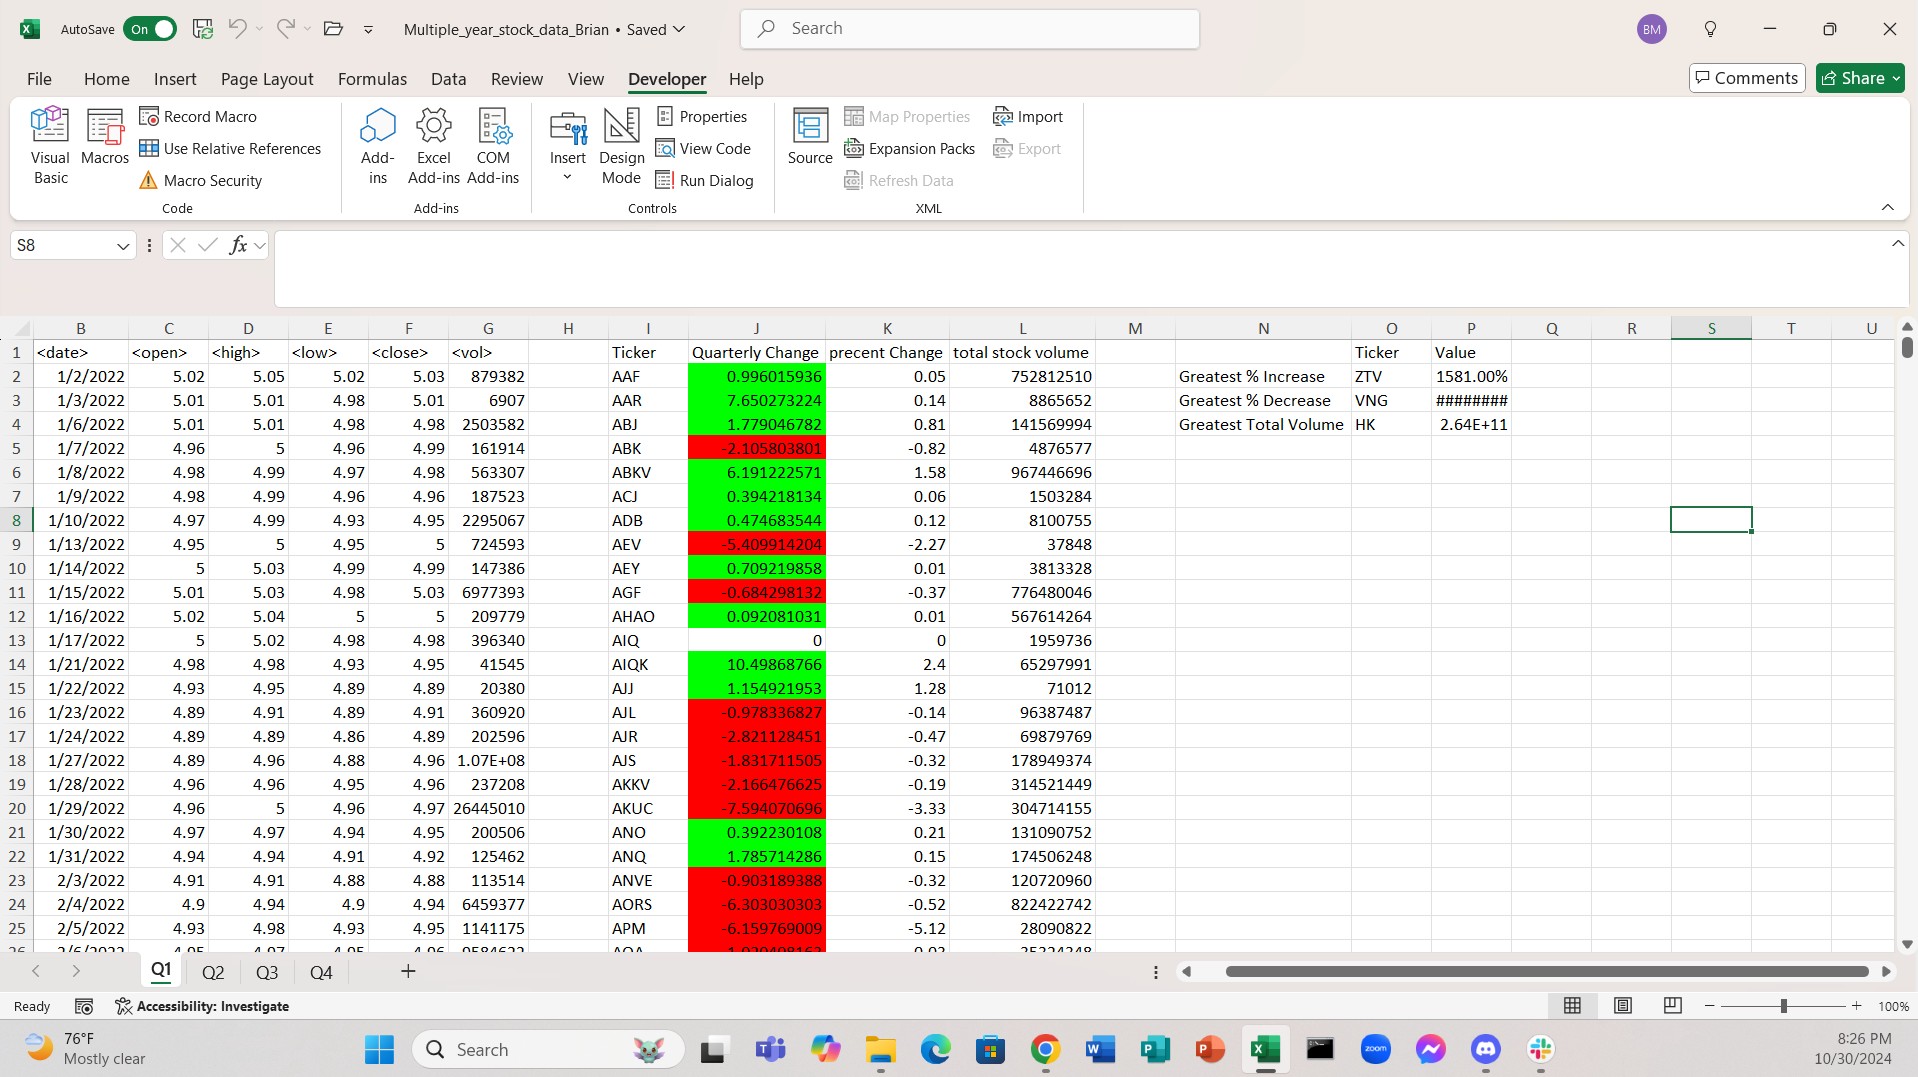 AutoSave On Multiple_year_stock_data_Brian • Saved Search BM
File Home Insert Page Layout Formulas Data Review View Developer Help Comments Share
Visual Basic
Macros
Record Macro
Use Relative References
Macro Security
Code
Add-ins
Excel Add-ins
COM Add-ins
Add-ins
Insert
Design Mode
Properties
View Code
Run Dialog
Controls
Source
Map Properties
Expansion Packs
Refresh Data
Import
Export
XML
S8 fx
B C D E F G H I J K L M N O P Q R S T U
1 <date> <open> <high> <low> <close> <vol> Ticker Quarterly Change precent Change total stock volume Ticker Value
2 1/2/2022 5.02 5.05 5.02 5.03 879382 AAF 0.996015936 0.05 752812510 Greatest % Increase ZTV 1581.00%
3 1/3/2022 5.01 5.01 4.98 5.01 6907 AAR 7.650273224 0.14 8865652 Greatest % Decrease VNG ########
4 1/6/2022 5.01 5.01 4.98 4.98 2503582 ABJ 1.779046782 0.81 141569994 Greatest Total Volume HK 2.64E+11
5 1/7/2022 4.96 5 4.96 4.99 161914 ABK -2.105803801 -0.82 4876577
6 1/8/2022 4.98 4.99 4.97 4.98 563307 ABKV 6.191222571 1.58 967446696
7 1/9/2022 4.98 4.99 4.96 4.96 187523 ACJ 0.394218134 0.06 1503284
8 1/10/2022 4.97 4.99 4.93 4.95 2295067 ADB 0.474683544 0.12 8100755
9 1/13/2022 4.95 5 4.95 5 724593 AEV -5.409914204 -2.27 37848
10 1/14/2022 5 5.03 4.99 4.99 147386 AEY 0.709219858 0.01 3813328
11 1/15/2022 5.01 5.03 4.98 5.03 6977393 AGF -0.684298132 -0.37 776480046
12 1/16/2022 5.02 5.04 5 5 209779 AHAO 0.092081031 0.01 567614264
13 1/17/2022 5 5.02 4.98 4.98 396340 AIQ 0 0 1959736
14 1/21/2022 4.98 4.98 4.93 4.95 41545 AIQK 10.49868766 2.4 65297991
15 1/22/2022 4.93 4.95 4.89 4.89 20380 AJJ 1.154921953 1.28 71012
16 1/23/2022 4.89 4.91 4.89 4.91 360920 AJL -0.978336827 -0.14 96387487
17 1/24/2022 4.89 4.89 4.86 4.89 202596 AJR -2.821128451 -0.47 69879769
18 1/27/2022 4.89 4.96 4.88 4.96 1.07E+08 AJS -1.831711505 -0.32 178949374
19 1/28/2022 4.96 4.96 4.95 4.96 237208 AKKV -2.166476625 -0.19 314521449
20 1/29/2022 4.96 5 4.96 4.97 26445010 AKUC -7.594070696 -3.33 304714155
21 1/30/2022 4.97 4.97 4.94 4.95 200506 ANO 0.392230108 0.21 131090752
22 1/31/2022 4.94 4.94 4.91 4.92 125462 ANQ 1.785714286 0.15 174506248
23 2/3/2022 4.91 4.91 4.88 4.88 113514 ANVE -0.903189388 -0.32 120720960
24 2/4/2022 4.9 4.94 4.9 4.94 6459377 AORS -6.303030303 -0.52 822422742
25 2/5/2022 4.93 4.98 4.93 4.95 1141175 APM -6.159769009 -5.12 28090822
Q1 Q2 Q3 Q4
Ready Accessibility: Investigate 100%
76°F
Mostly clear
Search
zoom
8:26 PM
10/30/2024